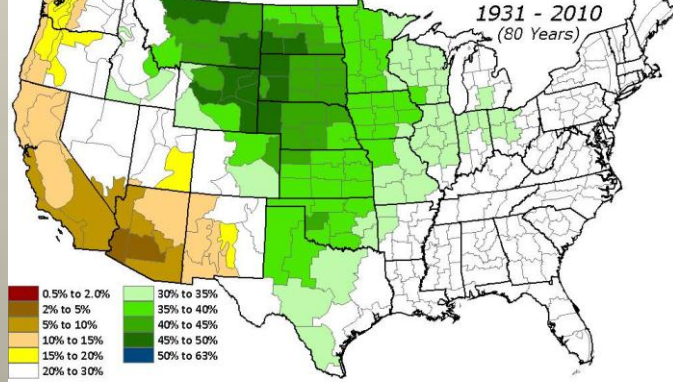 1931 - 2010
(80 Years)
0.5% to 2.0%
2% to 5%
5% to 10%
10% to 15%
15% to 20%
20% to 30%
30% to 35%
35% to 40%
40% to 45%
45% to 50%
50% to 63%